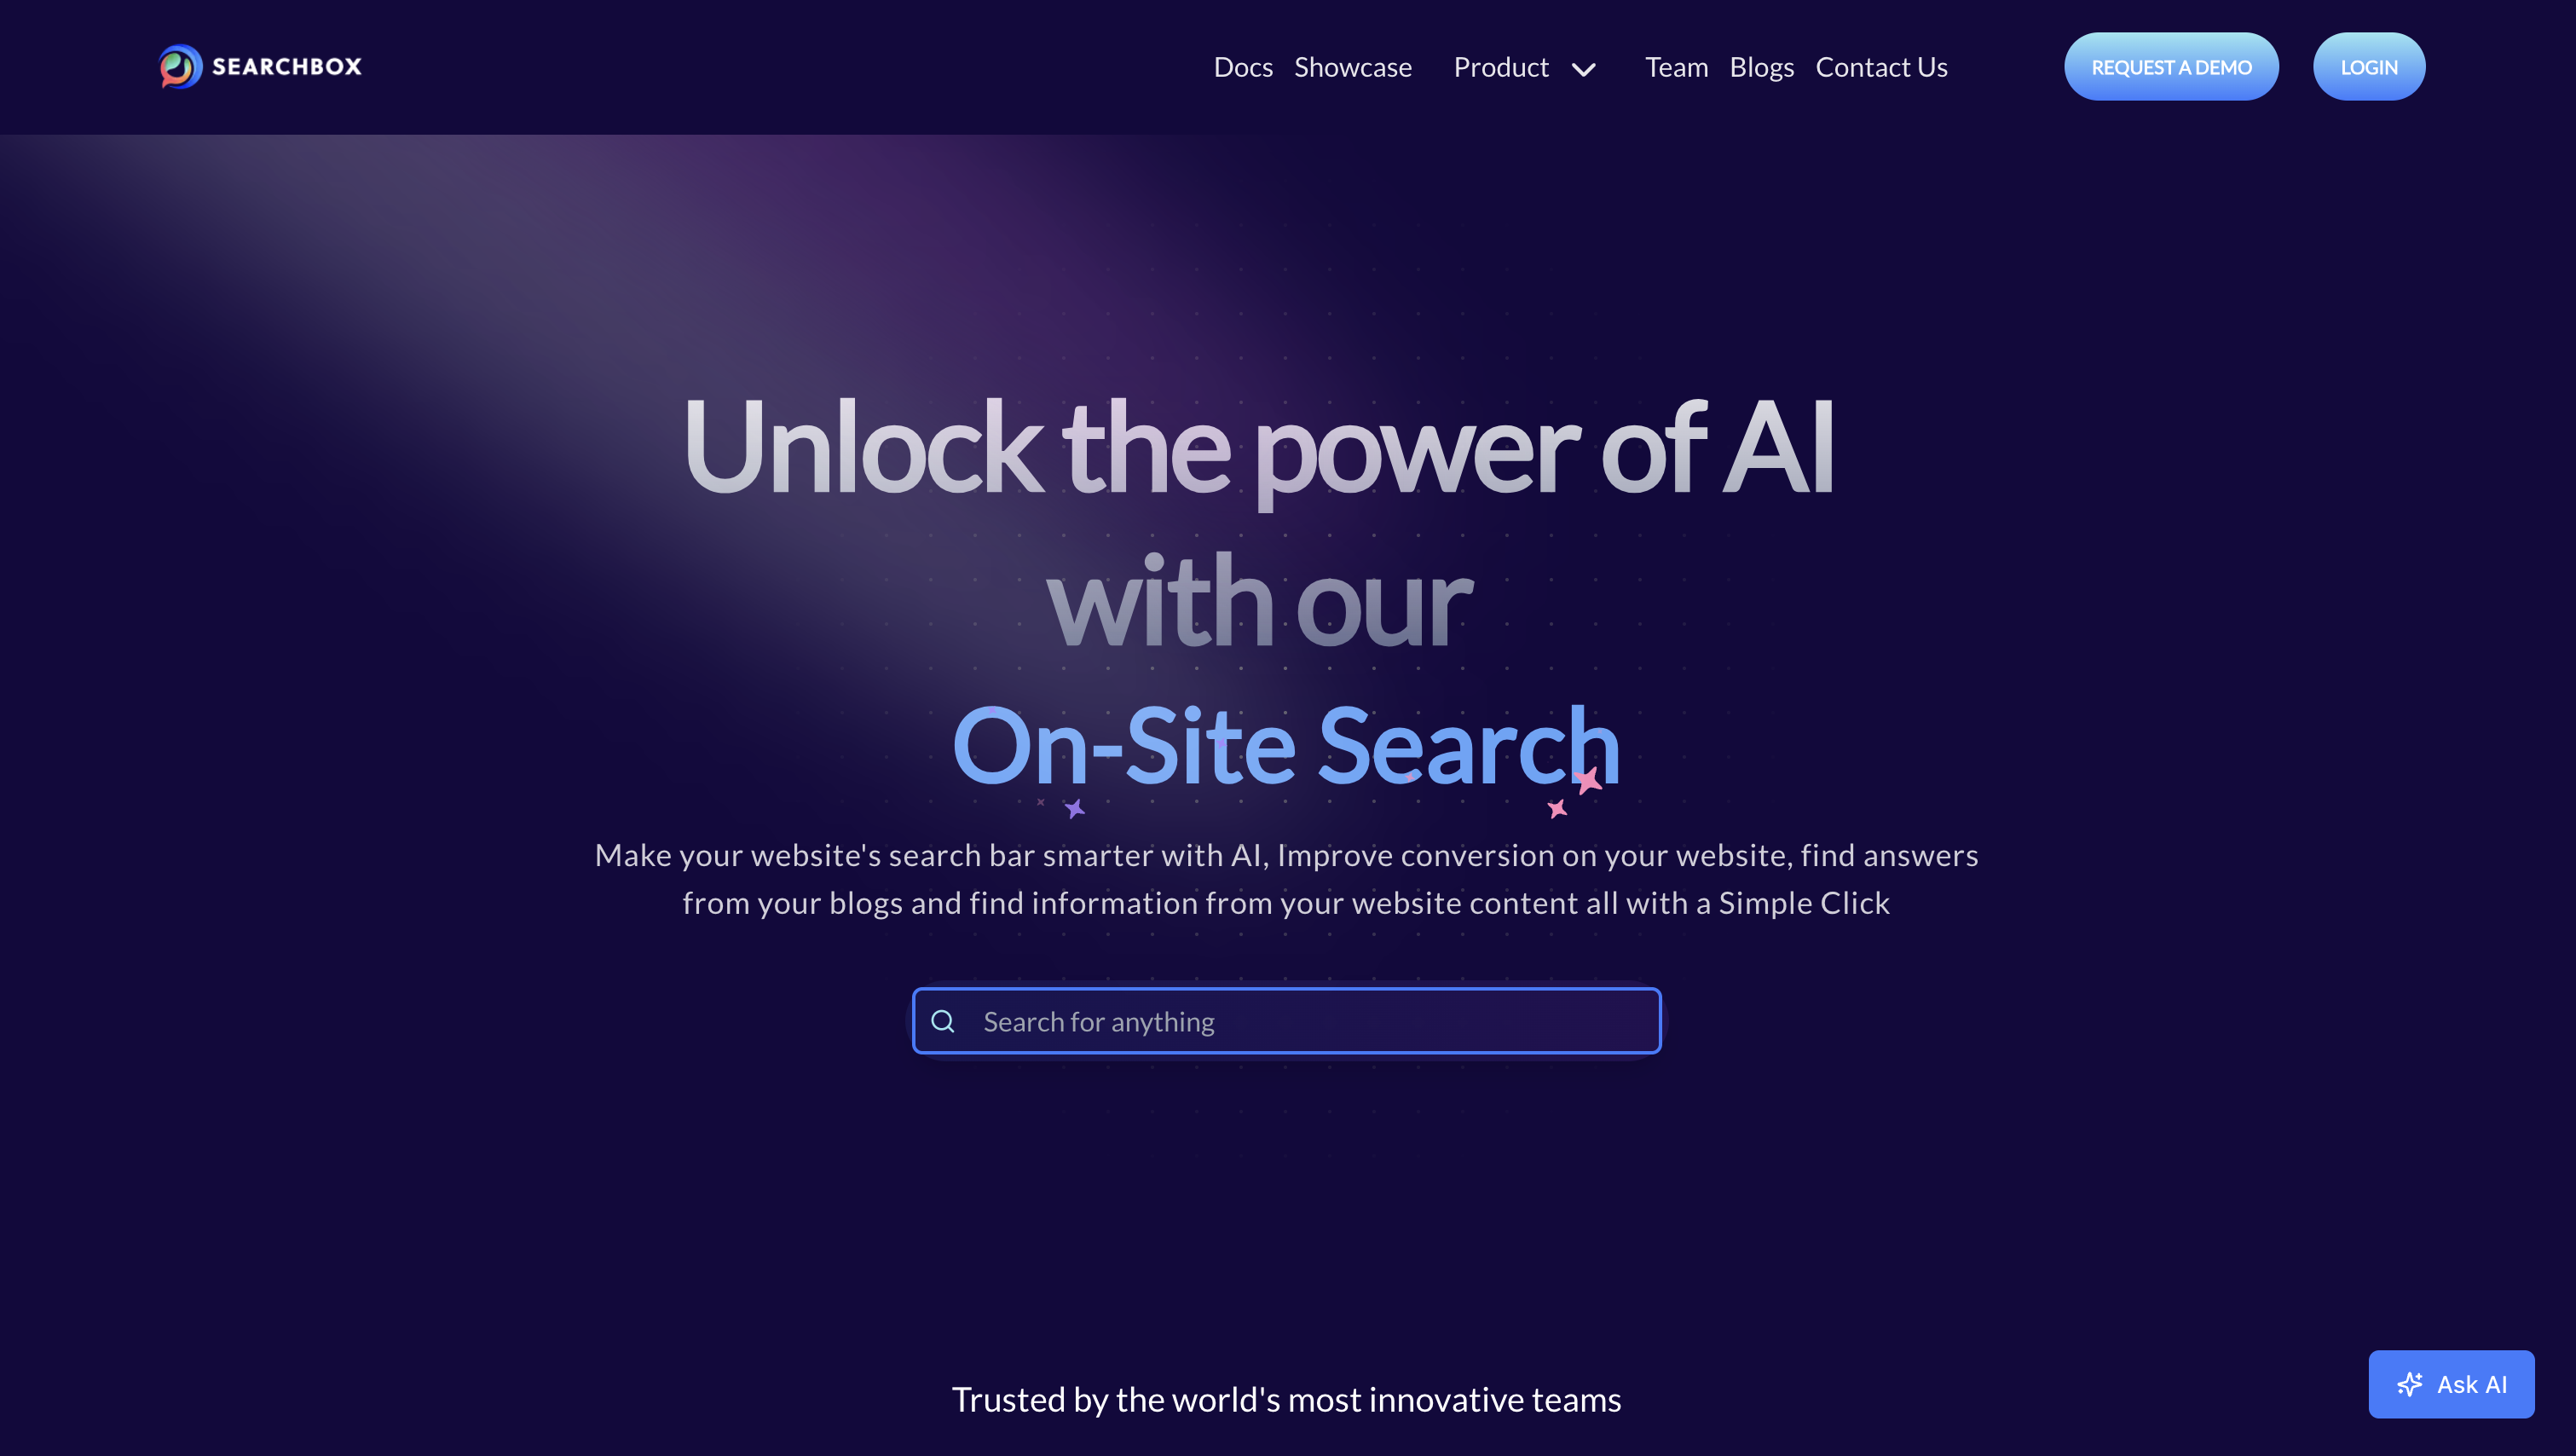 SEARCHBOX
Docs Showcase Product Team Blogs Contact Us REQUEST A DEMO LOGIN
Unlock the power of AI
with our
On-Site Search
Make your website's search bar smarter with AI, Improve conversion on your website, find answers
from your blogs and find information from your website content all with a Simple Click
Search for anything
Ask AI
Trusted by the world's most innovative teams